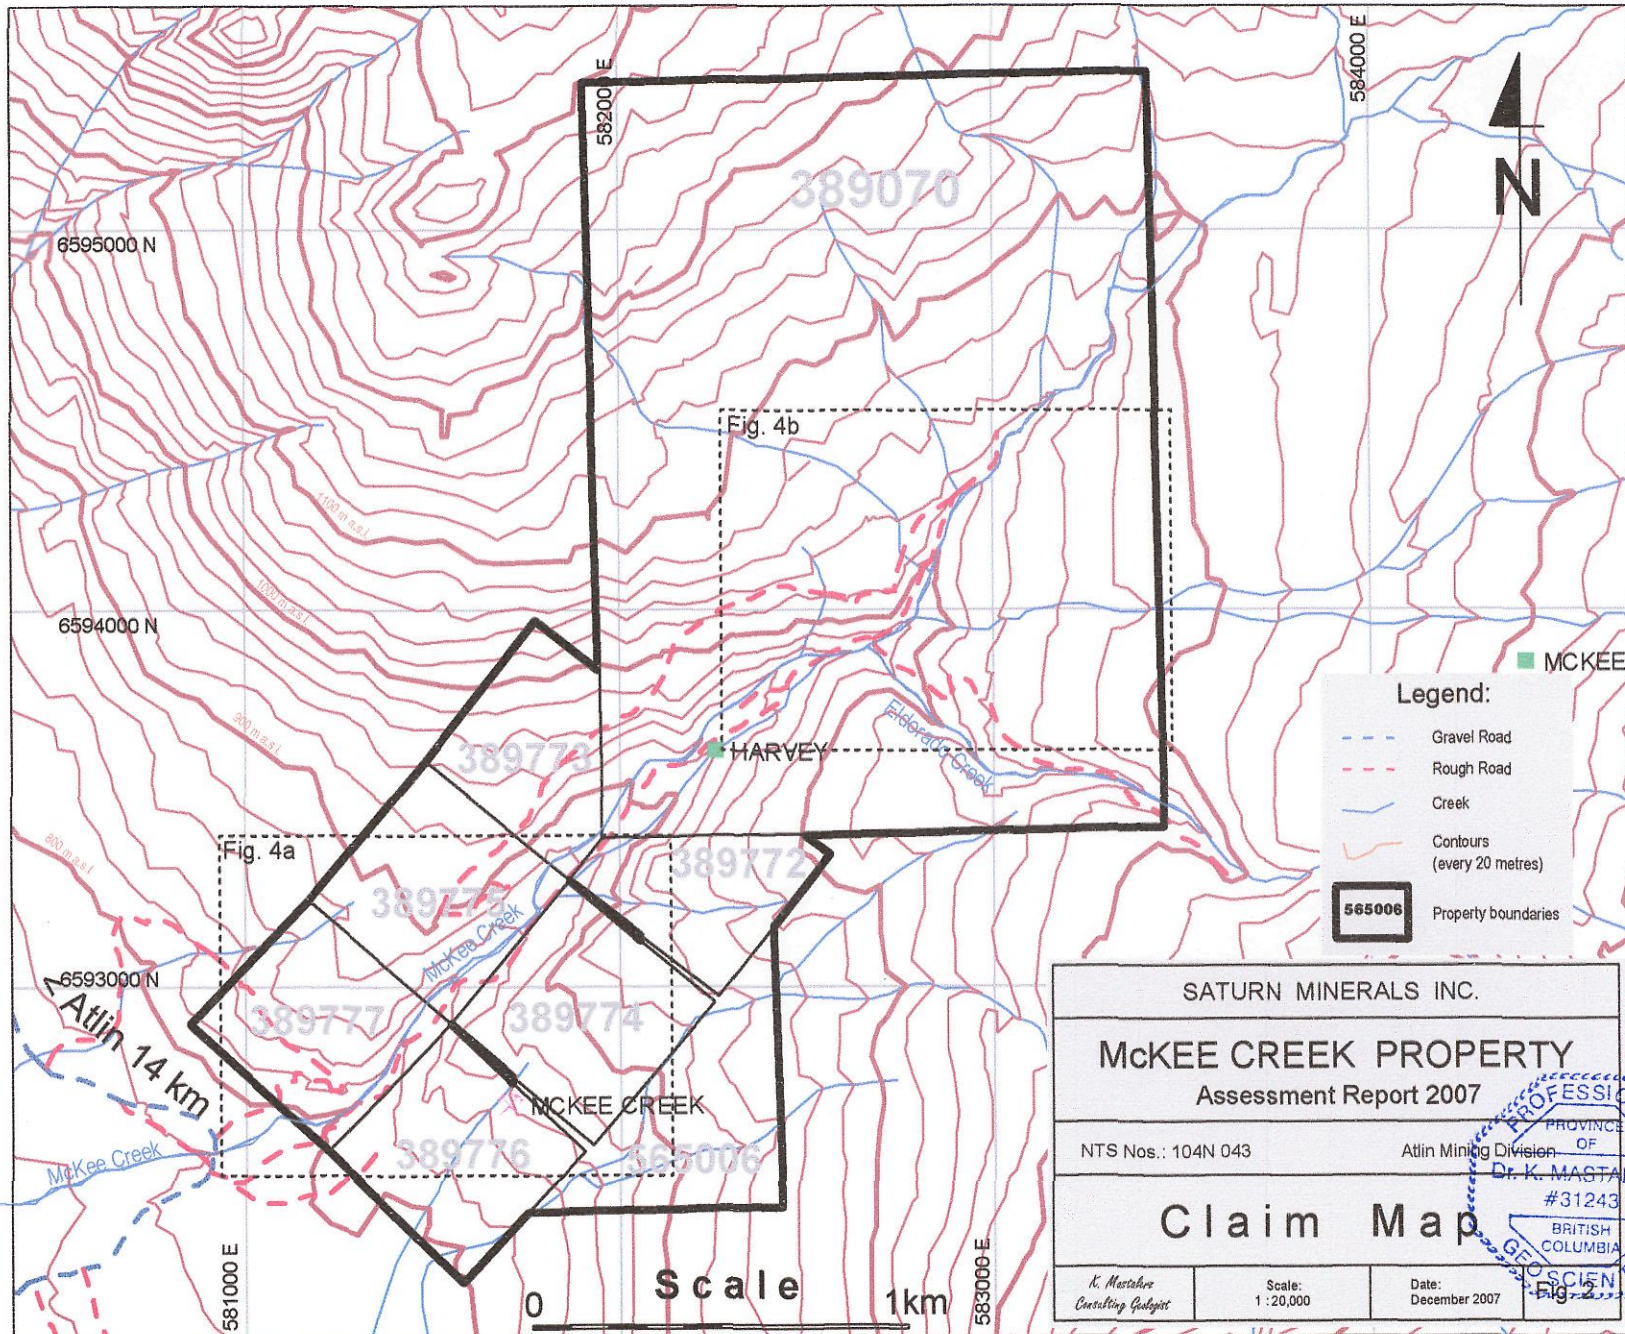 582000 E
584000 E
389070
N
6595000 N
Fig. 4b
1100 m a.s.l.
1000 m a.s.l.
6594000 N
MCKEE
Legend:
Gravel Road
Rough Road
Creek
Contours
(every 20 metres)
565006
Property boundaries
900 m a.s.l.
389773
HARVEY
Eldorado Creek
800 m a.s.l.
Fig. 4a
389772
389775
McKee Creek
6593000 N
Atlin 14 km
389777
389774
MCKEE CREEK
McKee Creek
389776
565006
581000 E
583000 E
Scale
0 1km
SATURN MINERALS INC.
McKEE CREEK PROPERTY
Assessment Report 2007
NTS Nos.: 104N 043
Atlin Mining Division
Claim Map
K. Mastalerz
Consulting Geologist
Scale:
1 :20,000
Date:
December 2007
Fig. 2
PROVINCE
OF
Dr. K.
#31243
BRITISH
COLUMBIA